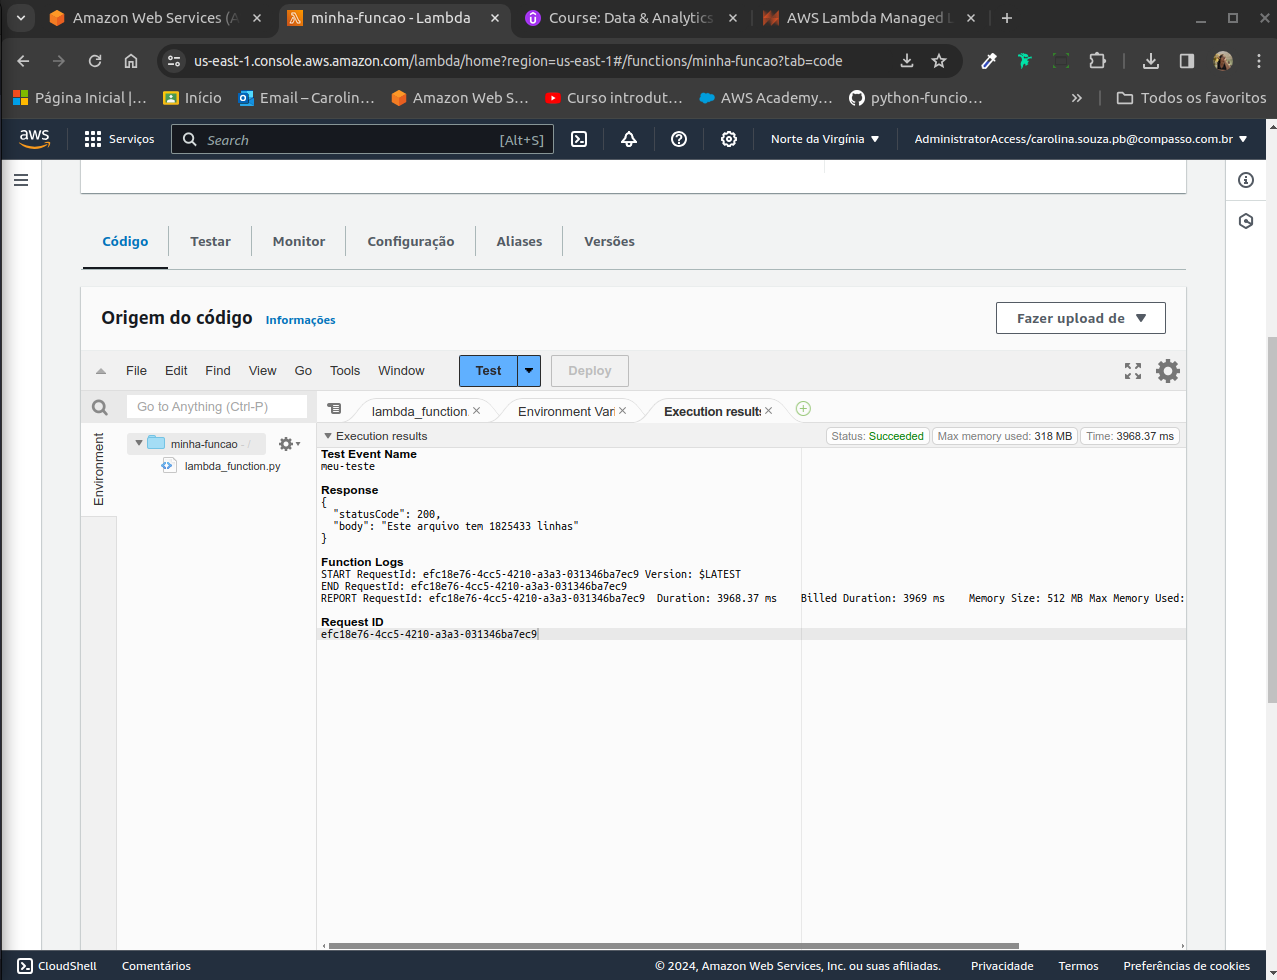 Amazon Web Services (A
minha-funcao - Lambda
Course: Data & Analytics
AWS Lambda Managed L
us-east-1.console.aws.amazon.com/lambda/home?region=us-east-1#/functions/minha-funcao?tab=code
Página Inicial |...
Início
Email – Carolin...
Amazon Web S...
Curso introdut...
AWS Academy...
python-funcio...
Todos os favoritos
aws
Serviços
Search
[Alt+S]
Norte da Virgínia
AdministratorAccess/carolina.souza.pb@compasso.com.br
Código
Testar
Monitor
Configuração
Aliases
Versões
Origem do código
Informações
Fazer upload de
File
Edit
Find
View
Go
Tools
Window
Test
Deploy
Go to Anything (Ctrl-P)
lambda_function
Environment Vari
Execution results
Environment
minha-funcao - /
lambda_function.py
Execution results
Status: Succeeded
Max memory used: 318 MB
Time: 3968.37 ms
Test Event Name
meu-teste
Response
{
"statusCode": 200,
"body": "Este arquivo tem 1825433 linhas"
}
Function Logs
START RequestId: efc18e76-4cc5-4210-a3a3-031346ba7ec9 Version: $LATEST
END RequestId: efc18e76-4cc5-4210-a3a3-031346ba7ec9
REPORT RequestId: efc18e76-4cc5-4210-a3a3-031346ba7ec9 Duration: 3968.37 ms Billed Duration: 3969 ms Memory Size: 512 MB Max Memory Used:
Request ID
efc18e76-4cc5-4210-a3a3-031346ba7ec9
CloudShell
Comentários
© 2024, Amazon Web Services, Inc. ou suas afiliadas.
Privacidade
Termos
Preferências de cookies